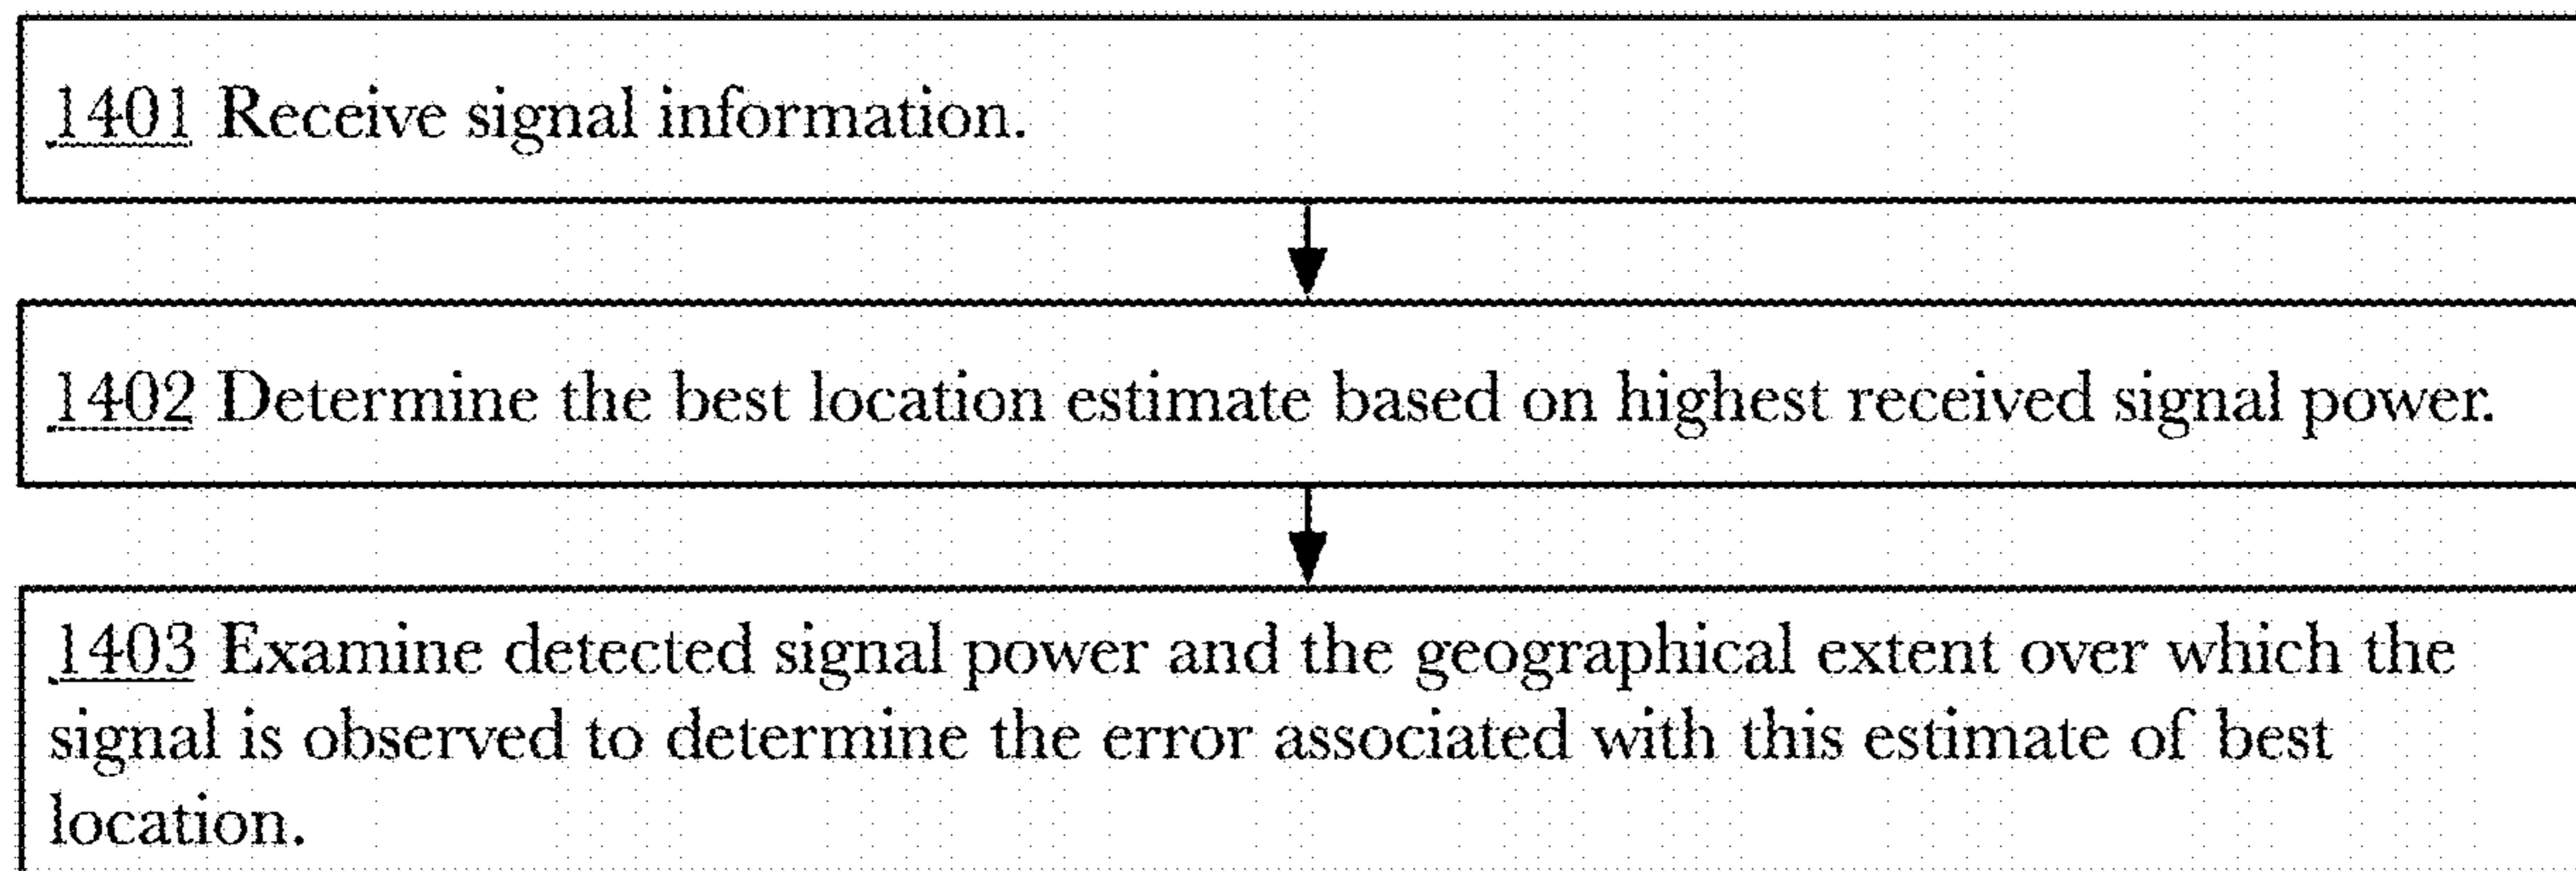 1401 Receive signal information.
1402 Determine the best location estimate based on highest received signal power.
1403 Examine detected signal power and the geographical extent over which the
signal is observed to determine the error associated with this estimate of best
location.